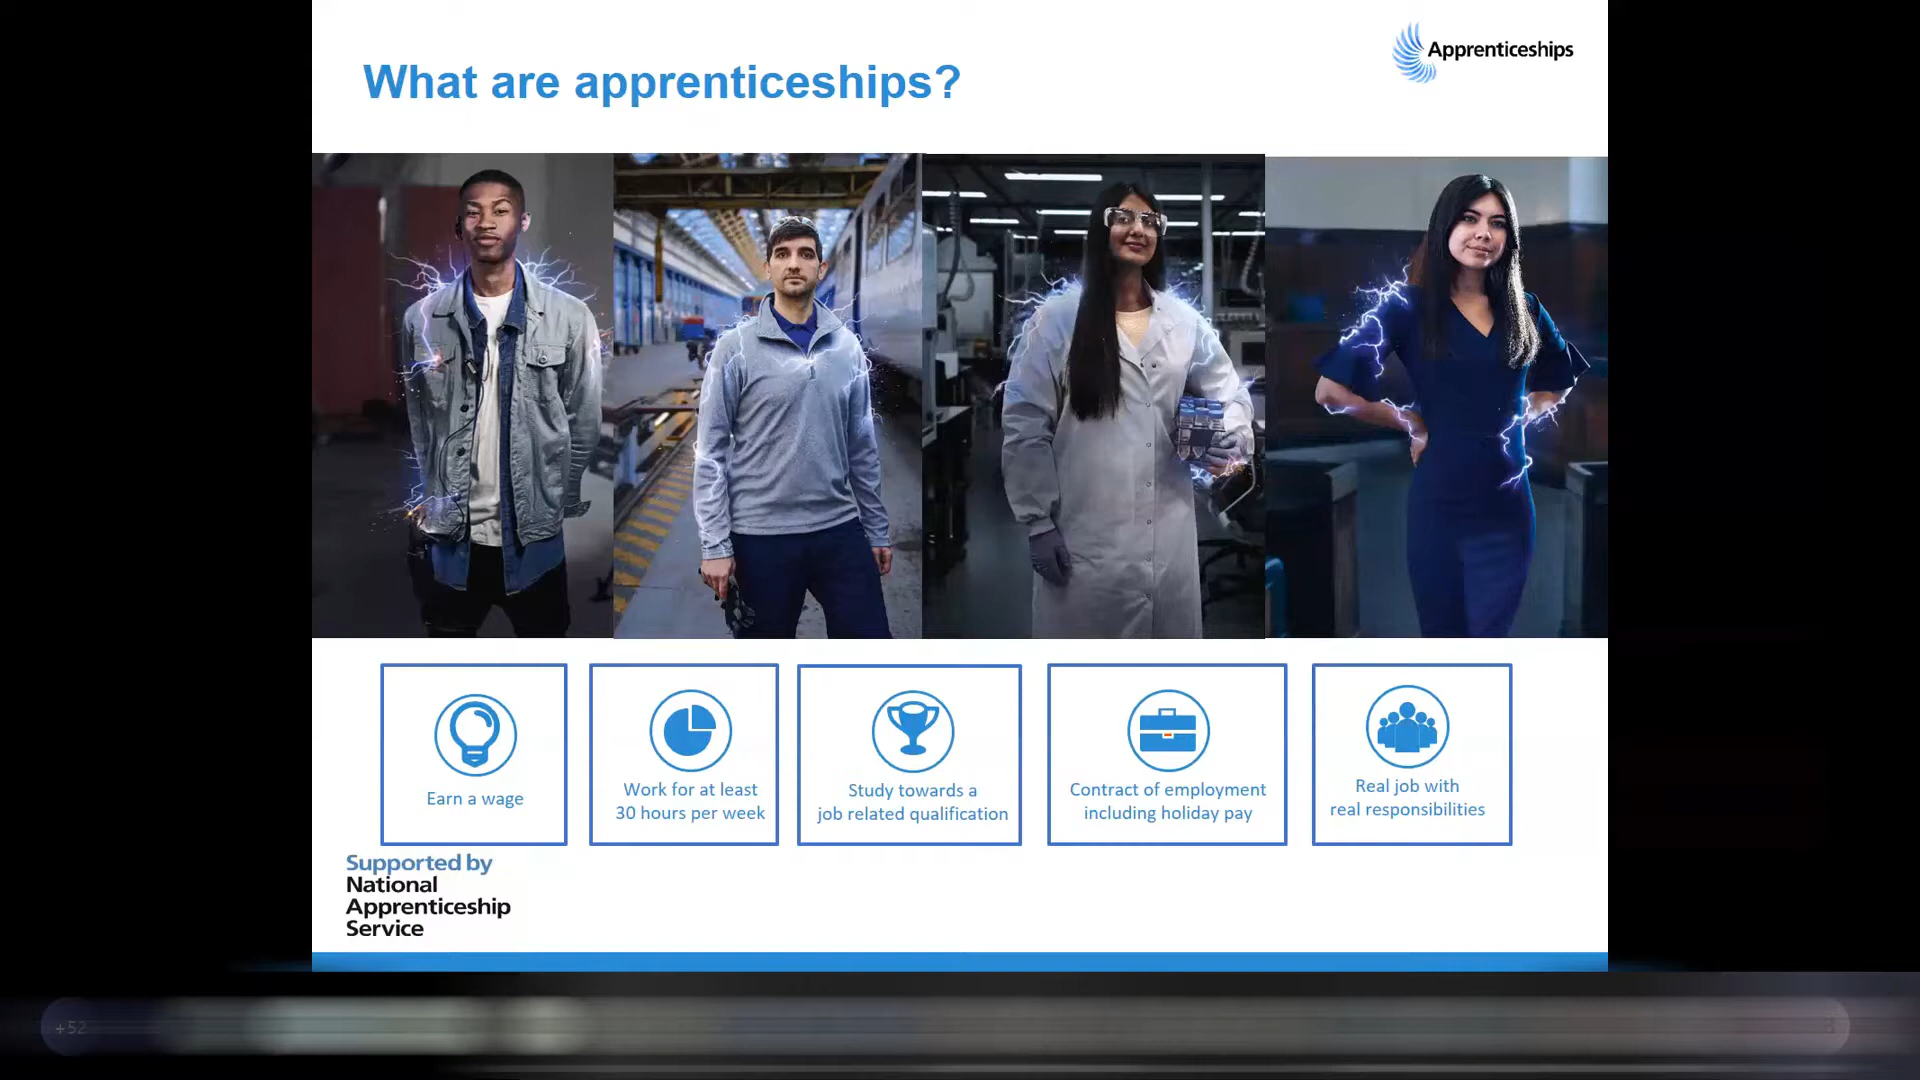 What are apprenticeships?
Apprenticeships
Earn a wage
Work for at least
30 hours per week
Study towards a
job related qualification
Contract of employment
including holiday pay
Real job with
real responsibilities
Supported by
National
Apprenticeship
Service
+52